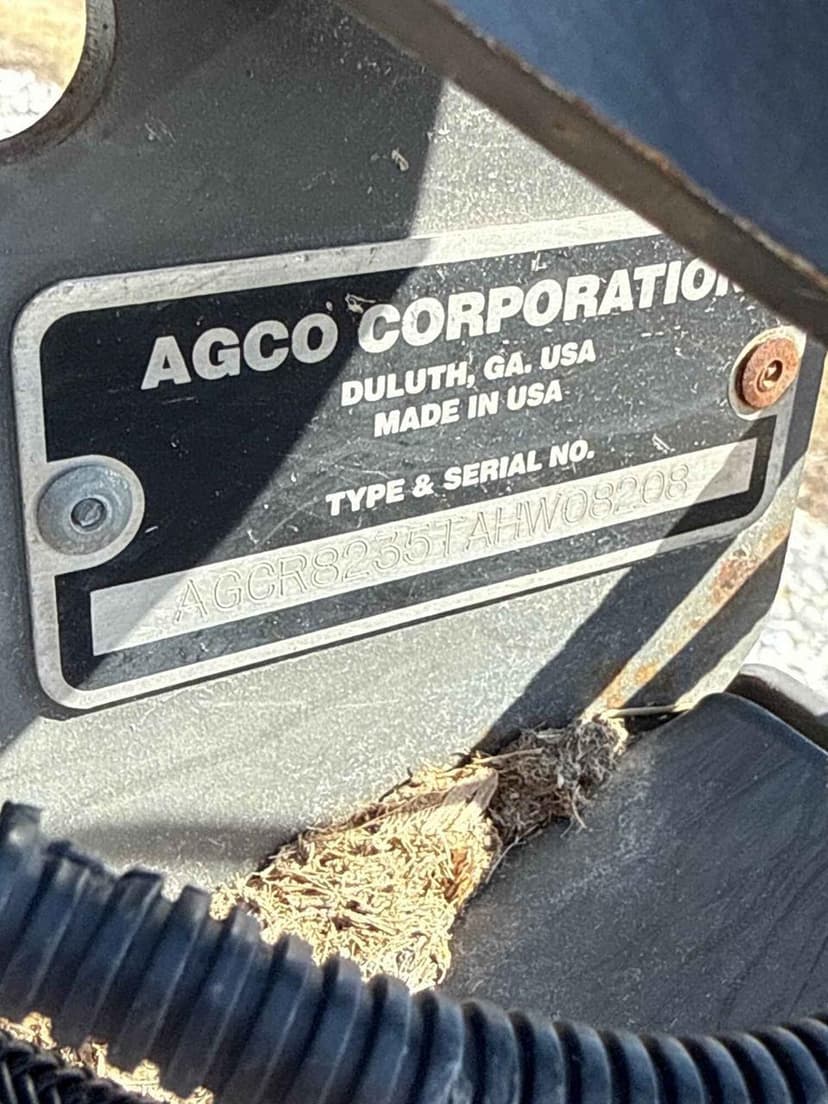 AGCO CORPORATION
DULUTH, GA. USA
MADE IN USA
TYPE & SERIAL NO.
AGCR8235TAHW08208